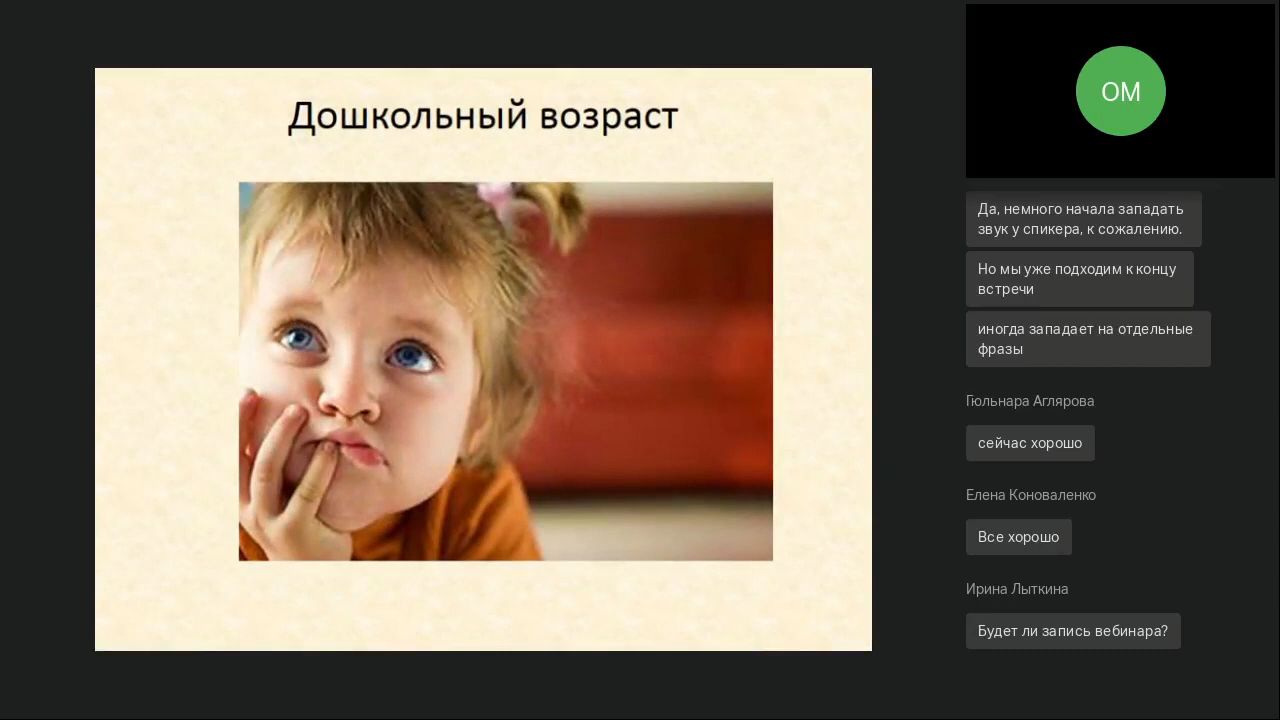 Дошкольный возраст
ОМ
Да, немного начала западать
звук у спикера, к сожалению.
Но мы уже подходим к концу
встречи
иногда западает на отдельные
фразы
Гюльнара Аглярова
сейчас хорошо
Елена Коноваленко
Все хорошо
Ирина Лыткина
Будет ли запись вебинара?